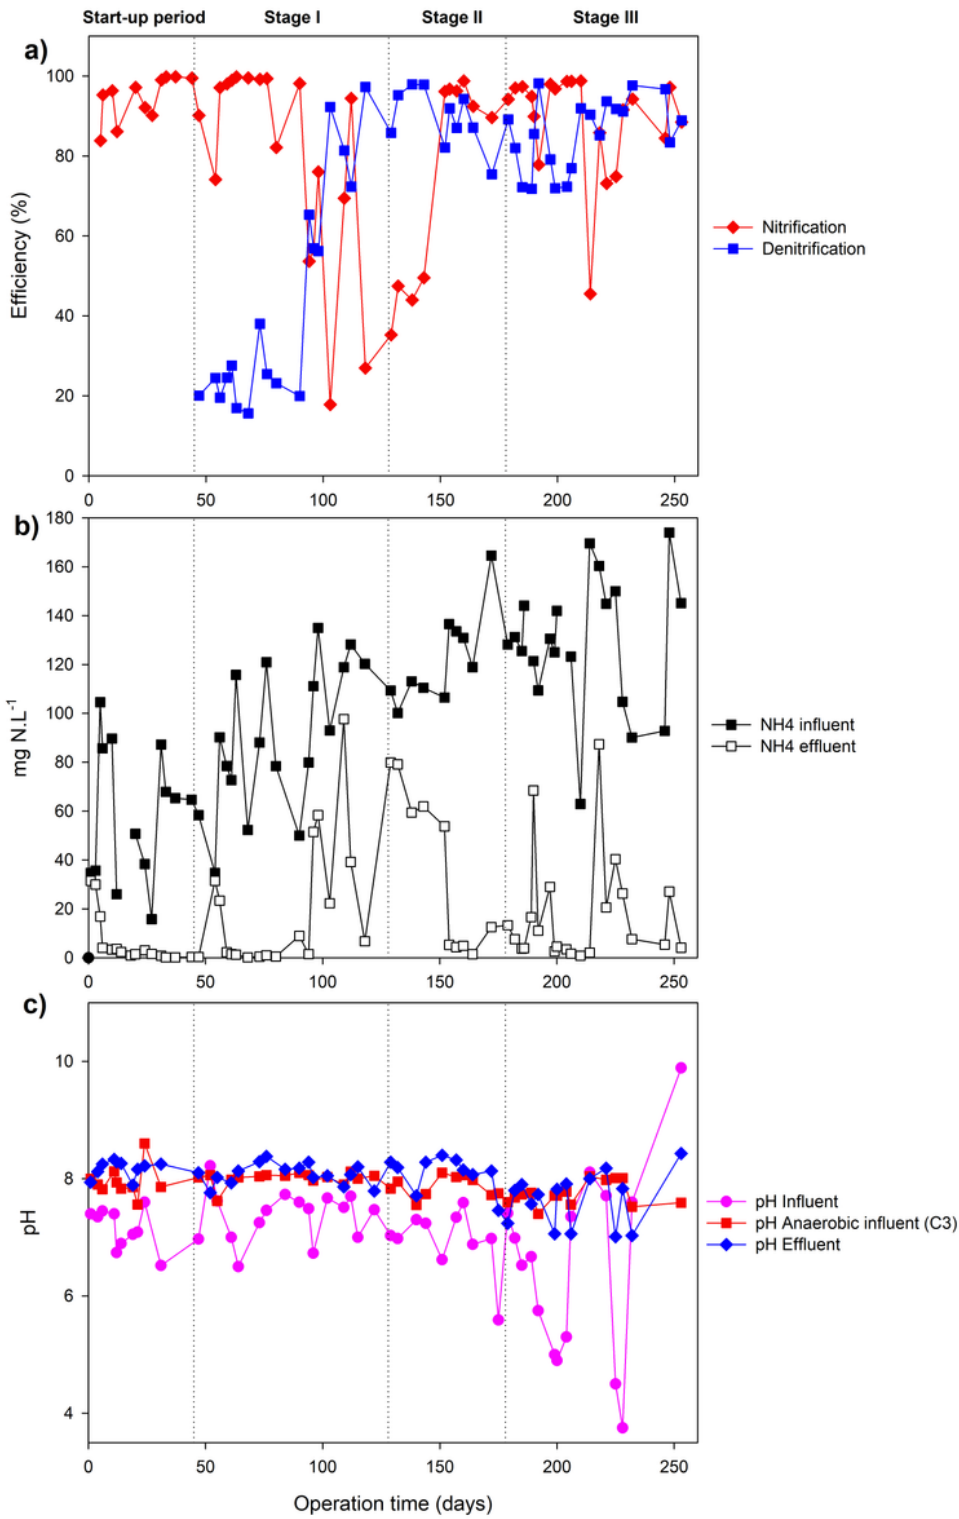 Start-up period Stage I Stage II Stage III
a)
100
80
60
40
20
0
Efficiency (%)
Nitrification
Denitrification
0 50 100 150 200 250
b)
180
160
140
120
100
80
60
40
20
0
mg N.L-1
NH4 influent
NH4 effluent
0 50 100 150 200 250
c)
10
8
6
4
pH
pH Influent
pH Anaerobic influent (C3)
pH Effluent
0 50 100 150 200 250
Operation time (days)